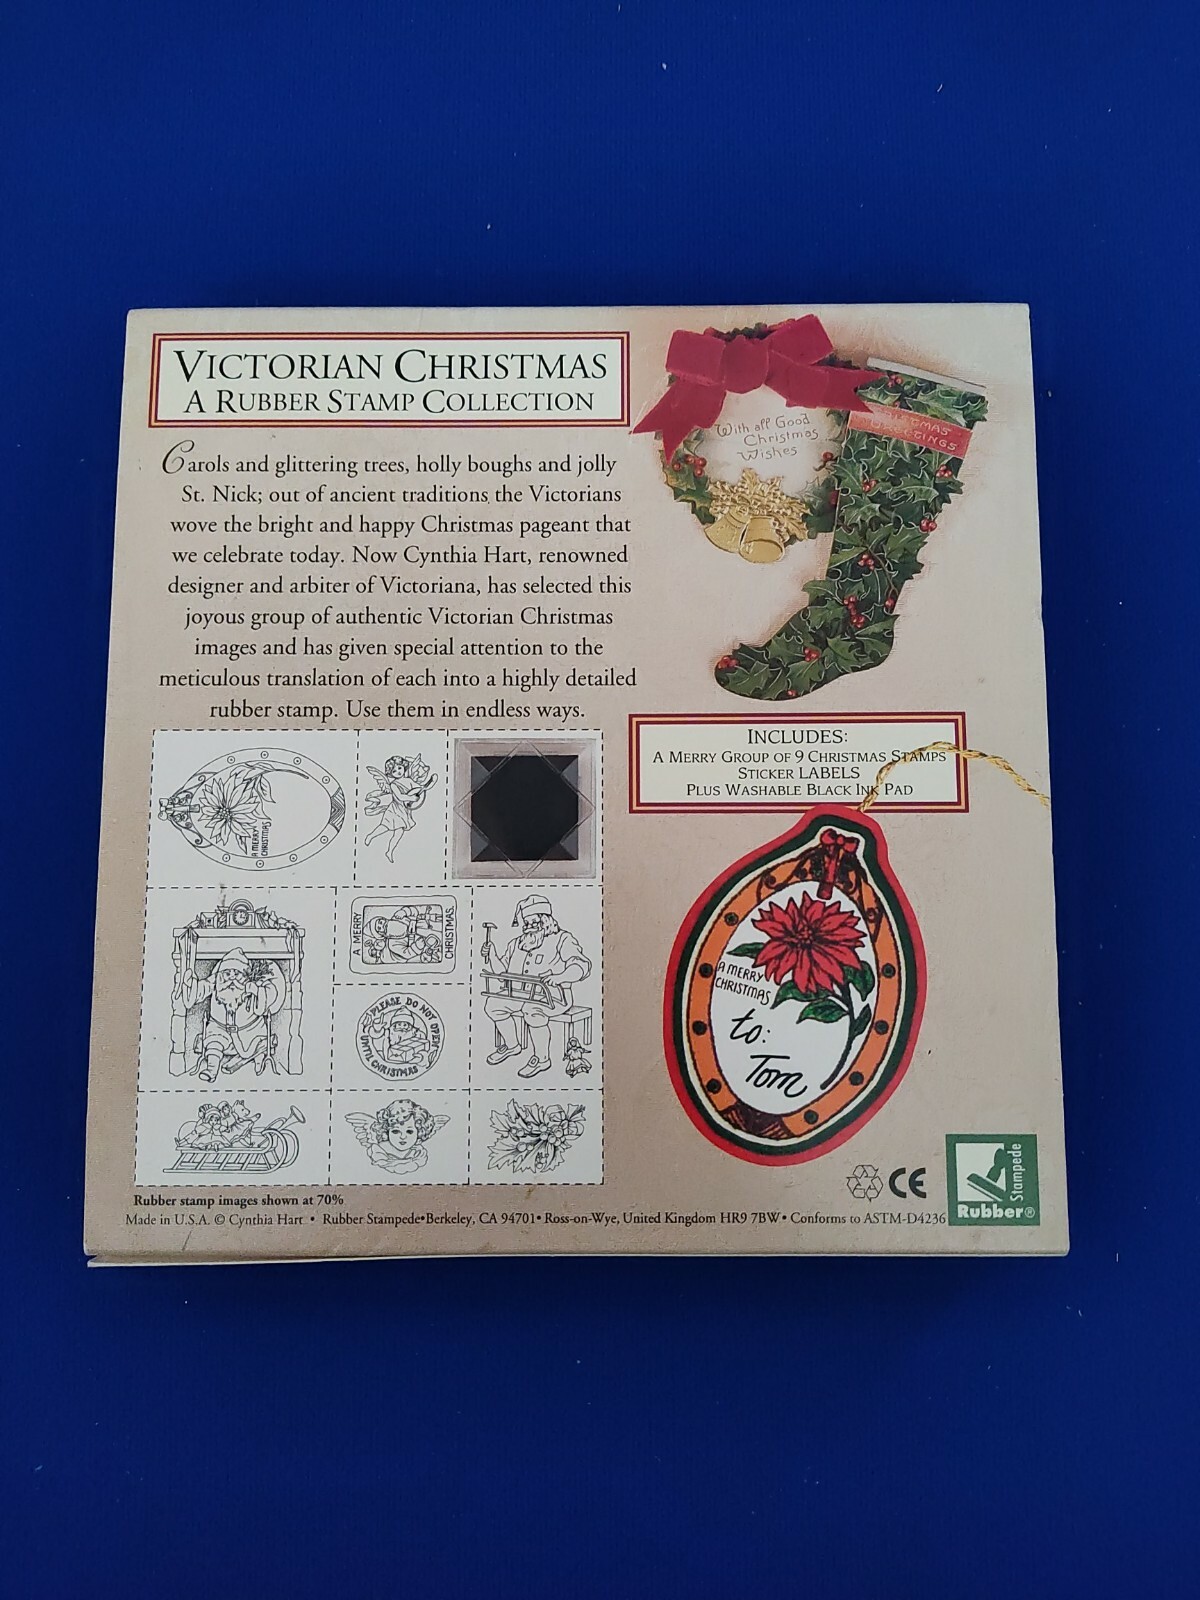 VICTORIAN CHRISTMAS
A RUBBER STAMP COLLECTION
Carols and glittering trees, holly boughs and jolly
St. Nick; out of ancient traditions the Victorians
wove the bright and happy Christmas pageant that
we celebrate today. Now Cynthia Hart, renowned
designer and arbiter of Victoriana, has selected this
joyous group of authentic Victorian Christmas
images and has given special attention to the
meticulous translation of each into a highly detailed
rubber stamp. Use them in endless ways.
With all Good
Christmas
Wishes
CHRISTMAS
GREETINGS
INCLUDES:
A MERRY GROUP OF 9 CHRISTMAS STAMPS
STICKER LABELS
PLUS WASHABLE BLACK INK PAD
A MERRY
CHRISTMAS
A MERRY
CHRISTMAS
PLEASE DO NOT OPEN
UNTIL CHRISTMAS
A MERRY
CHRISTMAS
to:
Tom
Rubber stamp images shown at 70%
Made in U.S.A. © Cynthia Hart • Rubber Stampede•Berkeley, CA 94701• Ross-on-Wye, United Kingdom HR9 7BW• Conforms to ASTM-D4236
CE
Stampede
Rubber®